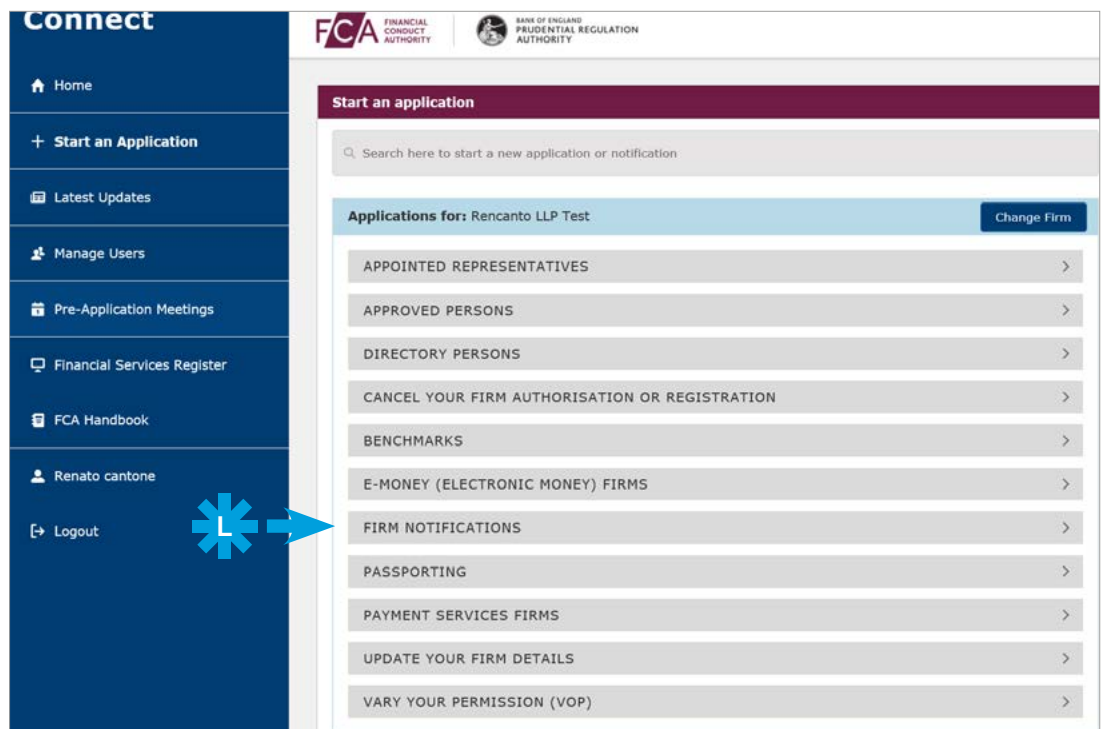 Connect
Home
+ Start an Application
Latest Updates
Manage Users
Pre-Application Meetings
Financial Services Register
FCA Handbook
Renato cantone
Logout
L
FCA FINANCIAL
CONDUCT
AUTHORITY
BANK OF ENGLAND
PRUDENTIAL REGULATION
AUTHORITY
Start an application
Search here to start a new application or notification
Applications for: Rencanto LLP Test
Change Firm
APPOINTED REPRESENTATIVES
APPROVED PERSONS
DIRECTORY PERSONS
CANCEL YOUR FIRM AUTHORISATION OR REGISTRATION
BENCHMARKS
E-MONEY (ELECTRONIC MONEY) FIRMS
FIRM NOTIFICATIONS
PASSPORTING
PAYMENT SERVICES FIRMS
UPDATE YOUR FIRM DETAILS
VARY YOUR PERMISSION (VOP)